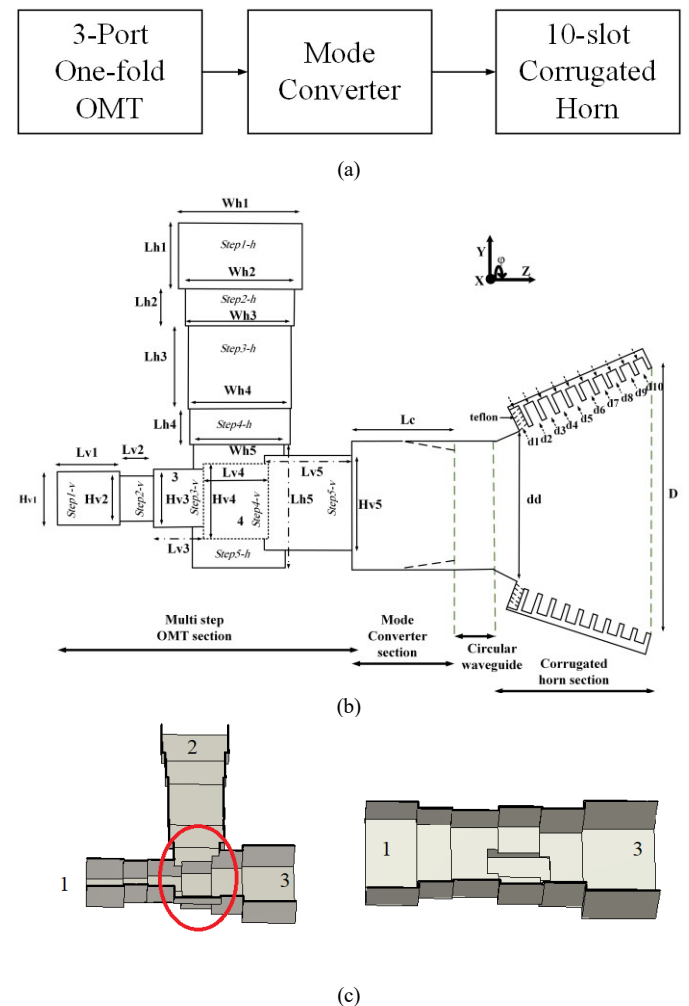 3-Port
One-fold
OMT
Mode
Converter
10-slot
Corrugated
Horn
(a)
Wh1
Lh1
Step1-h
Wh2
Lh2
Step2-h
Wh3
Lh3
Step3-h
Wh4
Lh4
Step4-h
Wh5
Y
φ
X
Z
teflon
d1
d2
d3
d4
d5
d6
d7
d8
d9
d10
Lc
dd
D
Lv1
Lv2
3
Lv4
Lv5
Hv1
Step1-v
Hv2
Step2-v
Hv3
Step3-v
Hv4
Step4-v
Lh5
Step5-v
Hv5
4
Lv3
Step5-h
Multi step
OMT section
Mode
Converter
section
Circular
waveguide
Corrugated
horn section
(b)
2
1
3
1
3
(c)